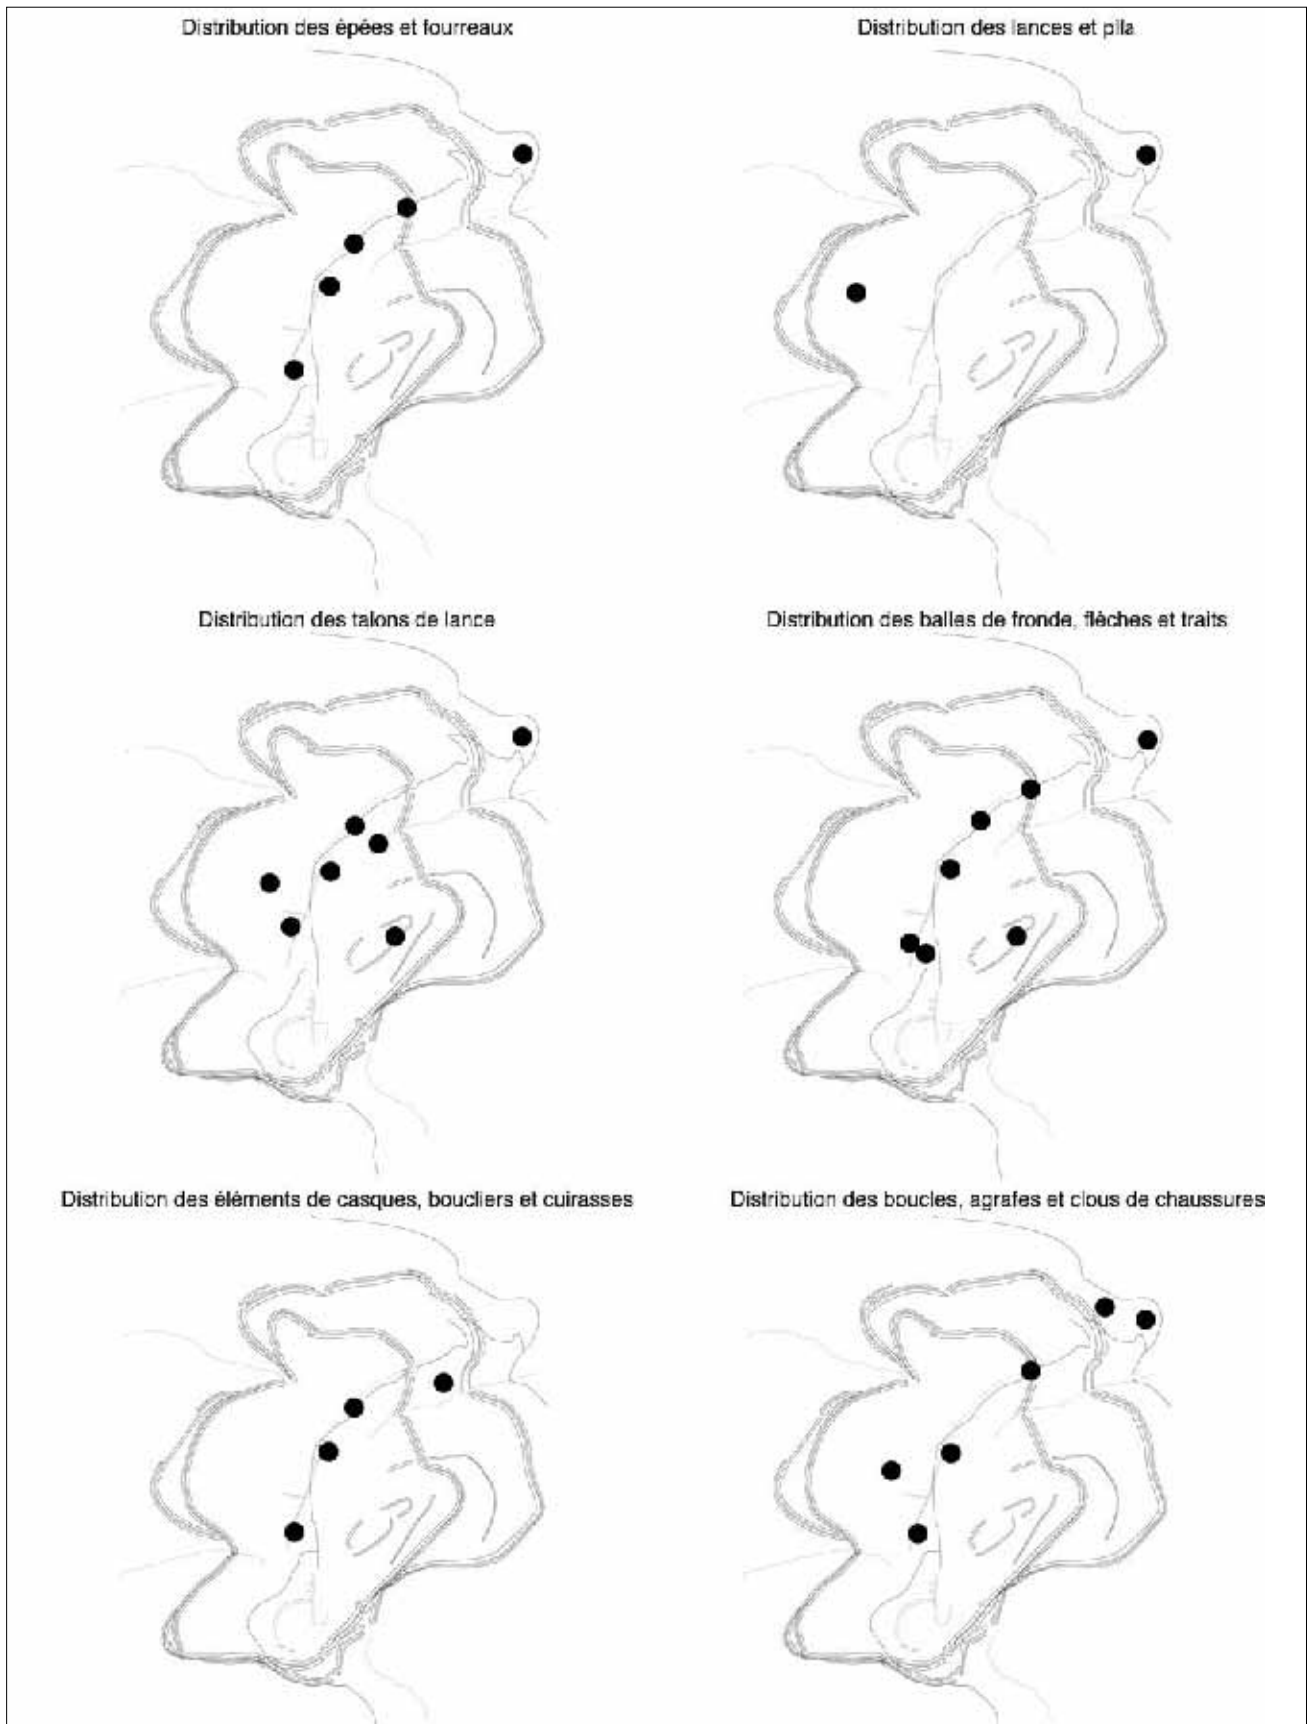 Distribution des épées et fourreaux
Distribution des lances et pila
Distribution des talons de lance
Distribution des balles de fronde, flèches et traits
Distribution des éléments de casques, boucliers et cuirasses
Distribution des boucles, agrafes et clous de chaussures